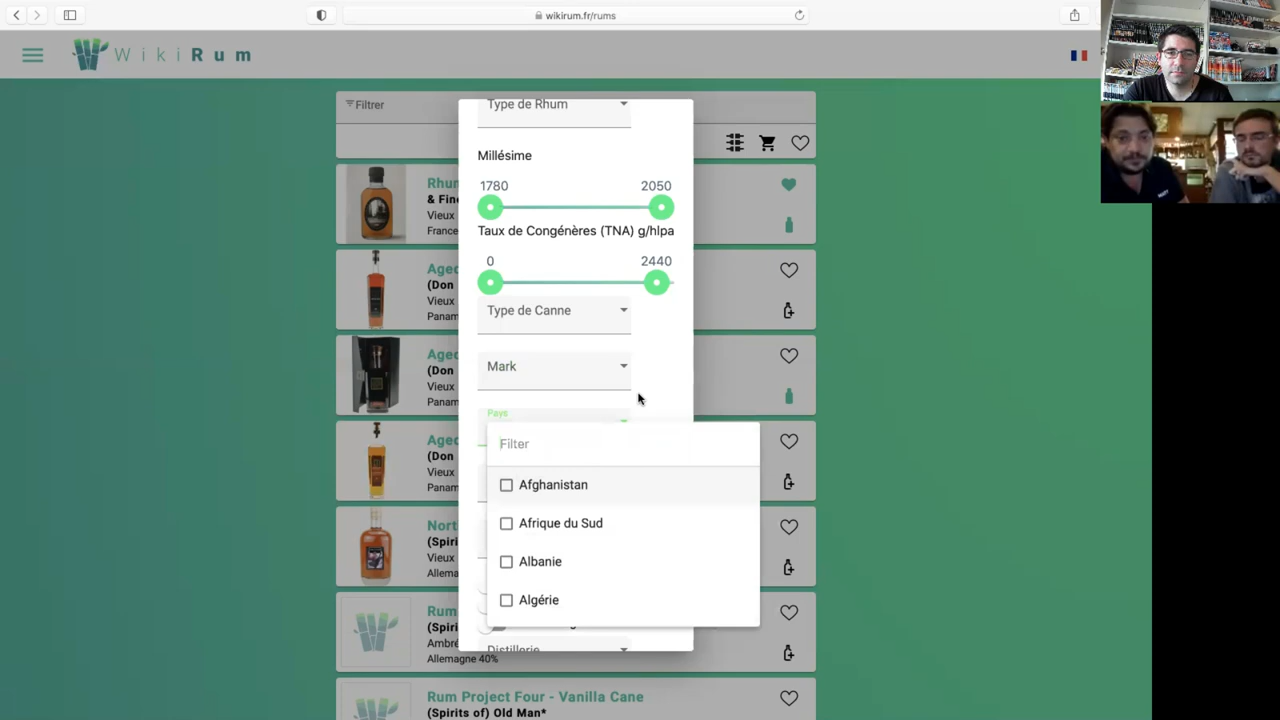 wikirum.fr/rums
WikiRum
Filtrer
Type de Rhum
Millésime
1780 2050
Taux de Congénères (TNA) g/hlpa
0 2440
Type de Canne
Mark
Pays
Filter
Afghanistan
Afrique du Sud
Albanie
Algérie
Distillerie
Rhum
& Fine
Vieux
France
Aged
(Don
Vieux
Panam
Aged
(Don
Vieux
Panam
Aged
(Don
Vieux
Panam
Nort
(Spiri
Vieux
Allema
Rum
(Spiri
Ambré
Allemagne 40%
Rum Project Four - Vanilla Cane
(Spirits of) Old Man*